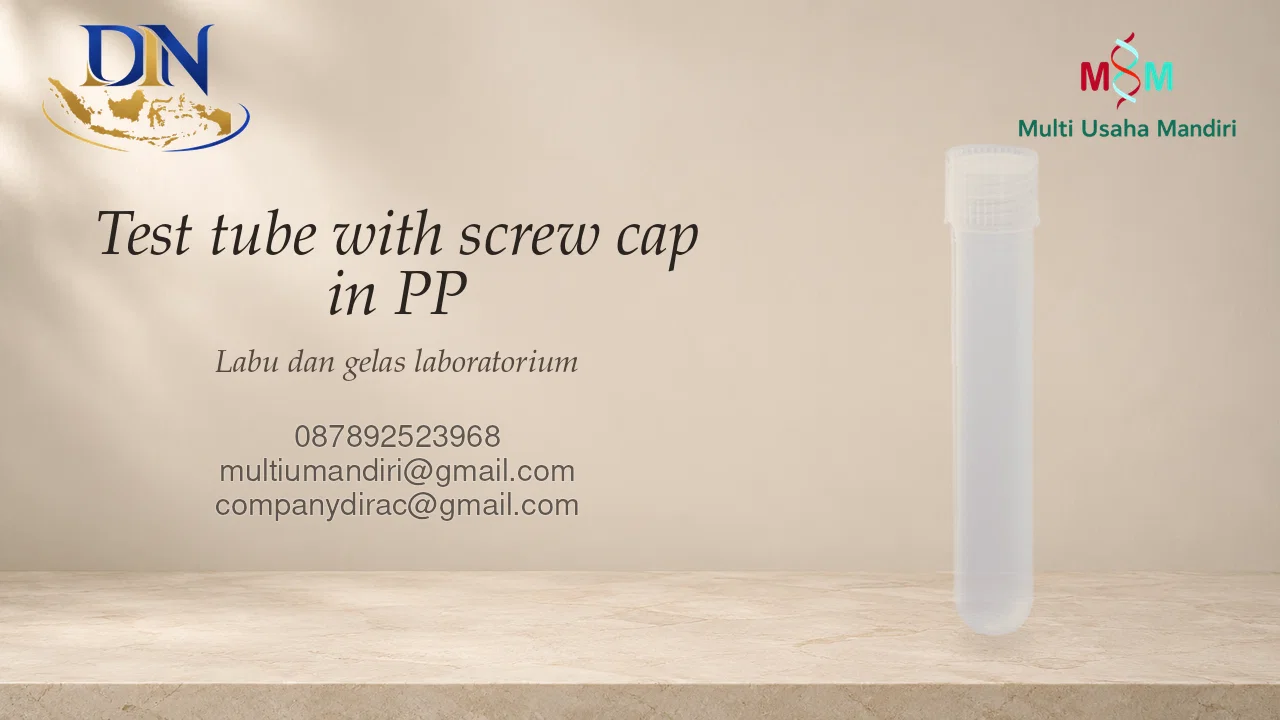 DIN
M M
Multi Usaha Mandiri
Test tube with screw cap
in PP
Labu dan gelas laboratorium
087892523968
multiumandiri@gmail.com
companydirac@gmail.com